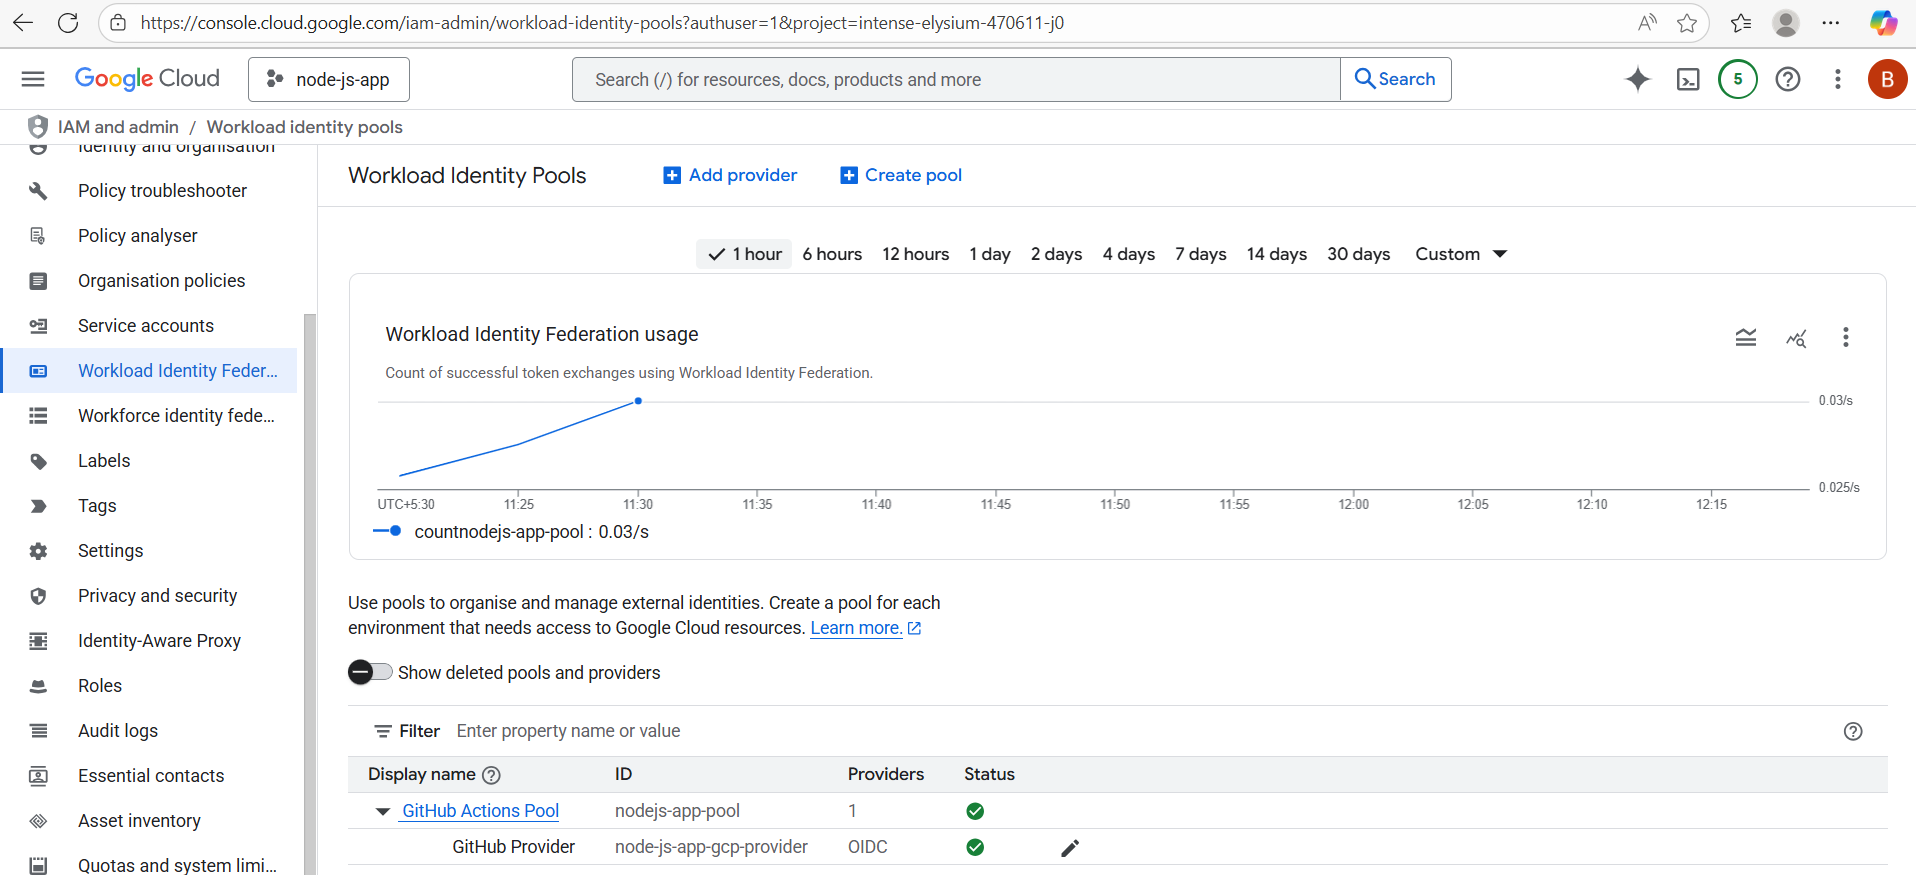 https://console.cloud.google.com/iam-admin/workload-identity-pools?authuser=1&project=intense-elysium-470611-j0
Google Cloud
node-js-app
Search (/) for resources, docs, products and more
Search
5
B
IAM and admin / Workload identity pools
Identity and organisation
Policy troubleshooter
Policy analyser
Organisation policies
Service accounts
Workload Identity Feder...
Workforce identity fede...
Labels
Tags
Settings
Privacy and security
Identity-Aware Proxy
Roles
Audit logs
Essential contacts
Asset inventory
Quotas and system limi...
Workload Identity Pools
Add provider
Create pool
1 hour 6 hours 12 hours 1 day 2 days 4 days 7 days 14 days 30 days Custom
Workload Identity Federation usage
Count of successful token exchanges using Workload Identity Federation.
0.03/s
0.025/s
UTC+5:30 11:25 11:30 11:35 11:40 11:45 11:50 11:55 12:00 12:05 12:10 12:15
countnodejs-app-pool : 0.03/s
Use pools to organise and manage external identities. Create a pool for each
environment that needs access to Google Cloud resources. Learn more.
Show deleted pools and providers
Filter Enter property name or value
Display name ID Providers Status
GitHub Actions Pool nodejs-app-pool 1
GitHub Provider node-js-app-gcp-provider OIDC